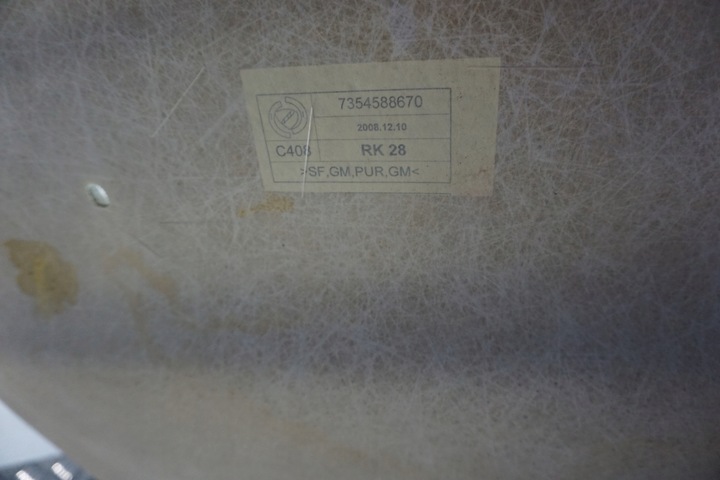 7354588670
2008.12.10
C408 RK 28
>SF,GM,PUR,GM<